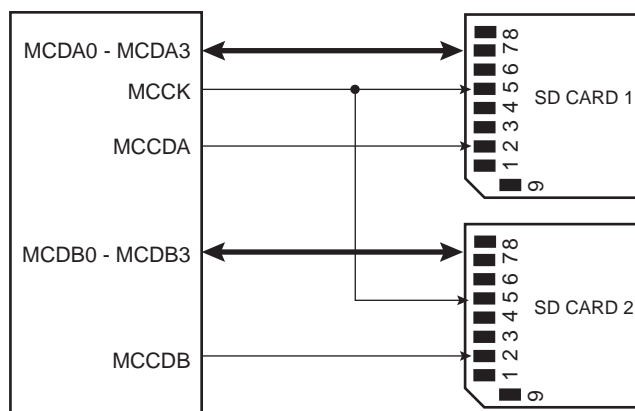 MCDA0 - MCDA3
MCCK
MCCDA
MCDB0 - MCDB3
MCCDB
8
7
6
5
4
3
2
1
9
SD CARD 1
8
7
6
5
4
3
2
1
9
SD CARD 2